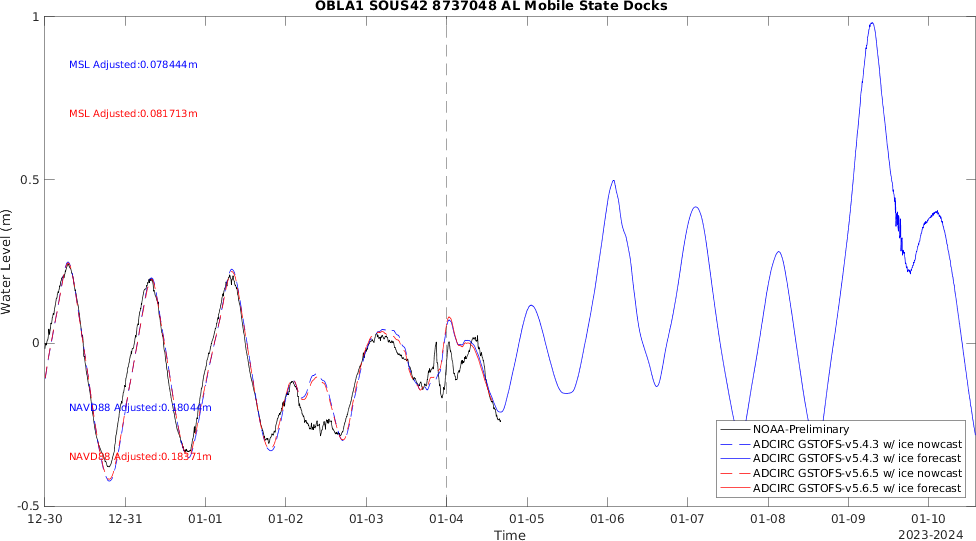 OBLA1 SOUS42 8737048 AL Mobile State Docks
1
MSL Adjusted:0.078444m
MSL Adjusted:0.081713m
0.5
Water Level (m)
0
NAVD88 Adjusted:0.18044m
NAVD88 Adjusted:0.18371m
NOAA-Preliminary
ADCIRC GSTOFS-v5.4.3 w/ ice nowcast
ADCIRC GSTOFS-v5.4.3 w/ ice forecast
ADCIRC GSTOFS-v5.6.5 w/ ice nowcast
ADCIRC GSTOFS-v5.6.5 w/ ice forecast
-0.5
12-30 12-31 01-01 01-02 01-03 01-04 01-05 01-06 01-07 01-08 01-09 01-10
Time
2023-2024